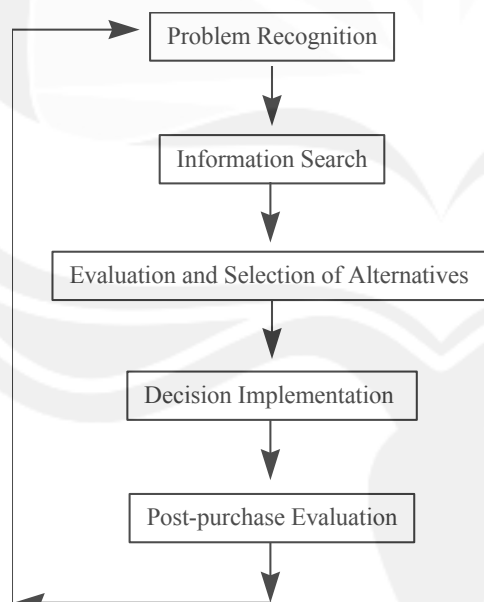 Problem Recognition
Information Search
Evaluation and Selection of Alternatives
Decision Implementation
Post-purchase Evaluation